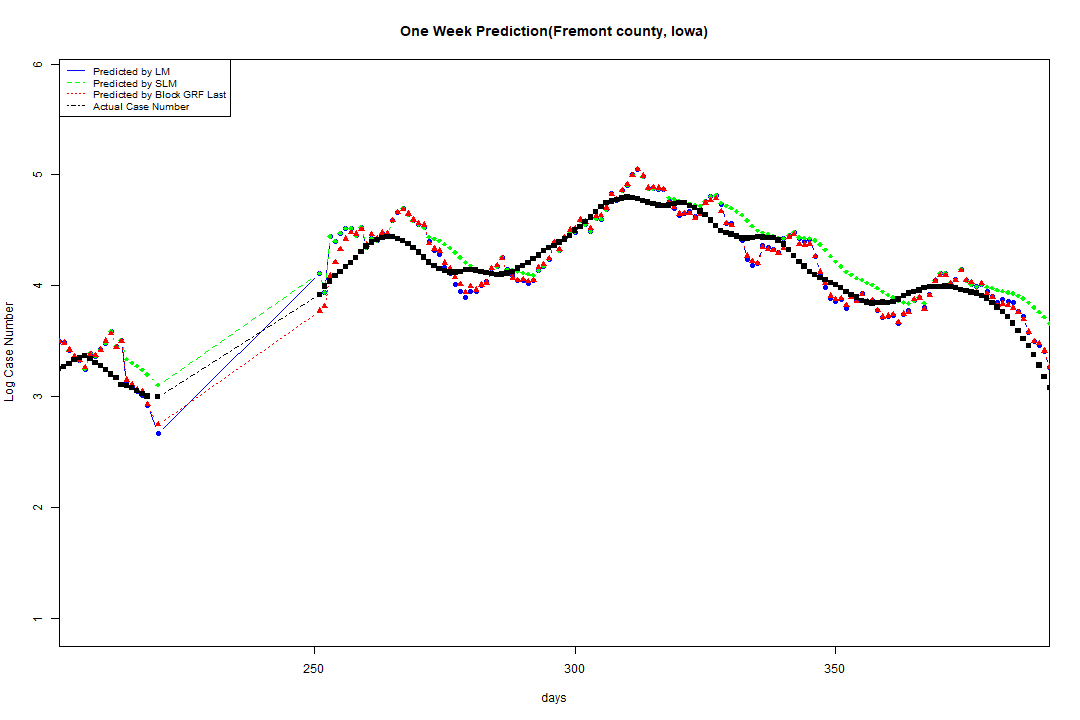 One Week Prediction(Fremont county, Iowa)
Predicted by LM
Predicted by SLM
Predicted by Block GRF Last
Actual Case Number
6
5
4
3
2
1
Log Case Number
250
300
350
days